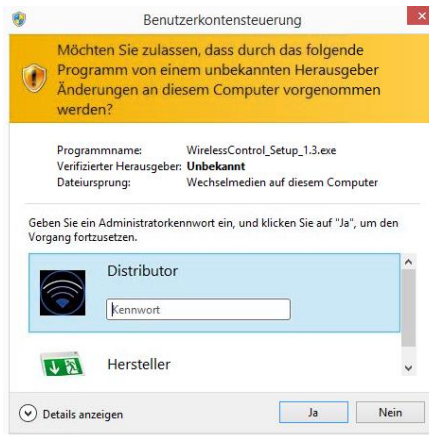 Benutzerkontensteuerung
Möchten Sie zulassen, dass durch das folgende
Programm von einem unbekannten Herausgeber
Änderungen an diesem Computer vorgenommen
werden?
Programmname: WirelessControl_Setup_1.3.exe
Verifizierter Herausgeber: Unbekannt
Dateiursprung: Wechselmedien auf diesem Computer
Geben Sie ein Administratorkennwort ein, und klicken Sie auf "Ja", um den
Vorgang fortzusetzen.
Distributor
Kennwort
Hersteller
Details anzeigen Ja Nein